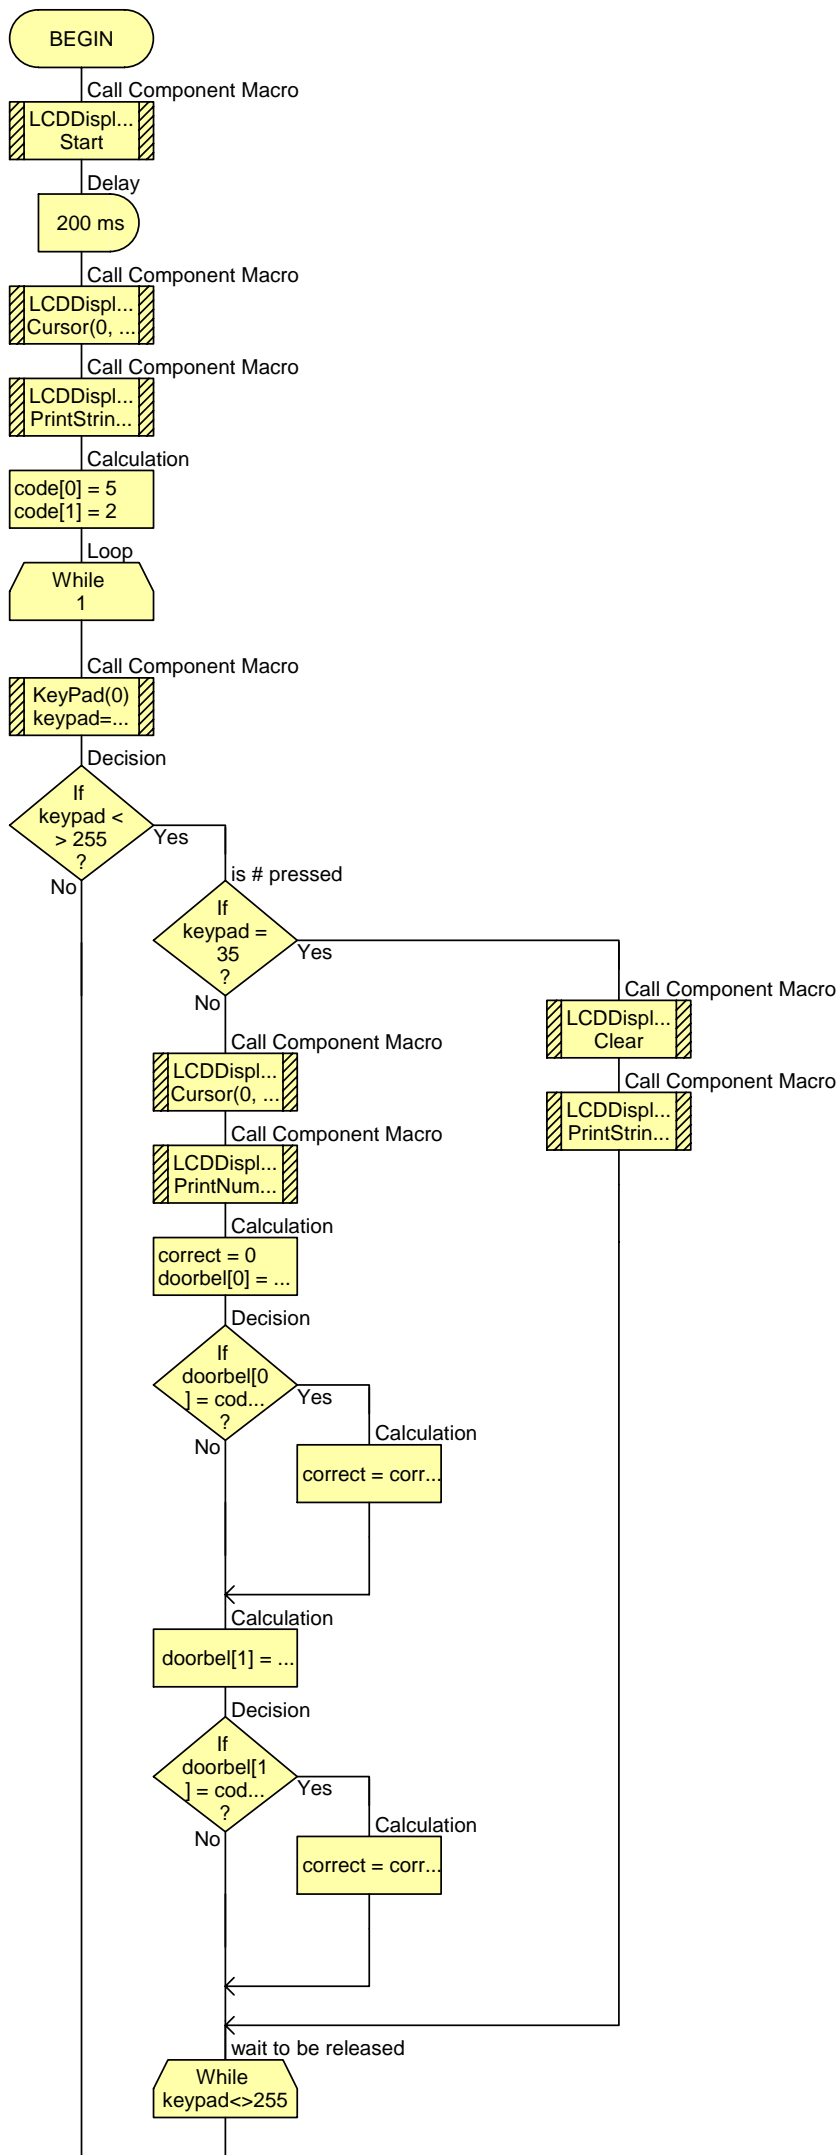 BEGIN
Call Component Macro
LCDDispl...
Start
Delay
200 ms
Call Component Macro
LCDDispl...
Cursor(0, ...
Call Component Macro
LCDDispl...
PrintStrin...
Calculation
code[0] = 5
code[1] = 2
Loop
While
1
Call Component Macro
KeyPad(0)
keypad=...
Decision
If
keypad <
> 255
?
Yes
No
is # pressed
If
keypad =
35
?
Yes
No
Call Component Macro
LCDDispl...
Clear
Call Component Macro
LCDDispl...
PrintStrin...
Call Component Macro
LCDDispl...
Cursor(0, ...
Call Component Macro
LCDDispl...
PrintNum...
Calculation
correct = 0
doorbel[0] = ...
Decision
If
doorbel[0
] = cod...
?
Yes
No
Calculation
correct = corr...
Calculation
doorbel[1] = ...
Decision
If
doorbel[1
] = cod...
?
Yes
No
Calculation
correct = corr...
wait to be released
While
keypad<>255